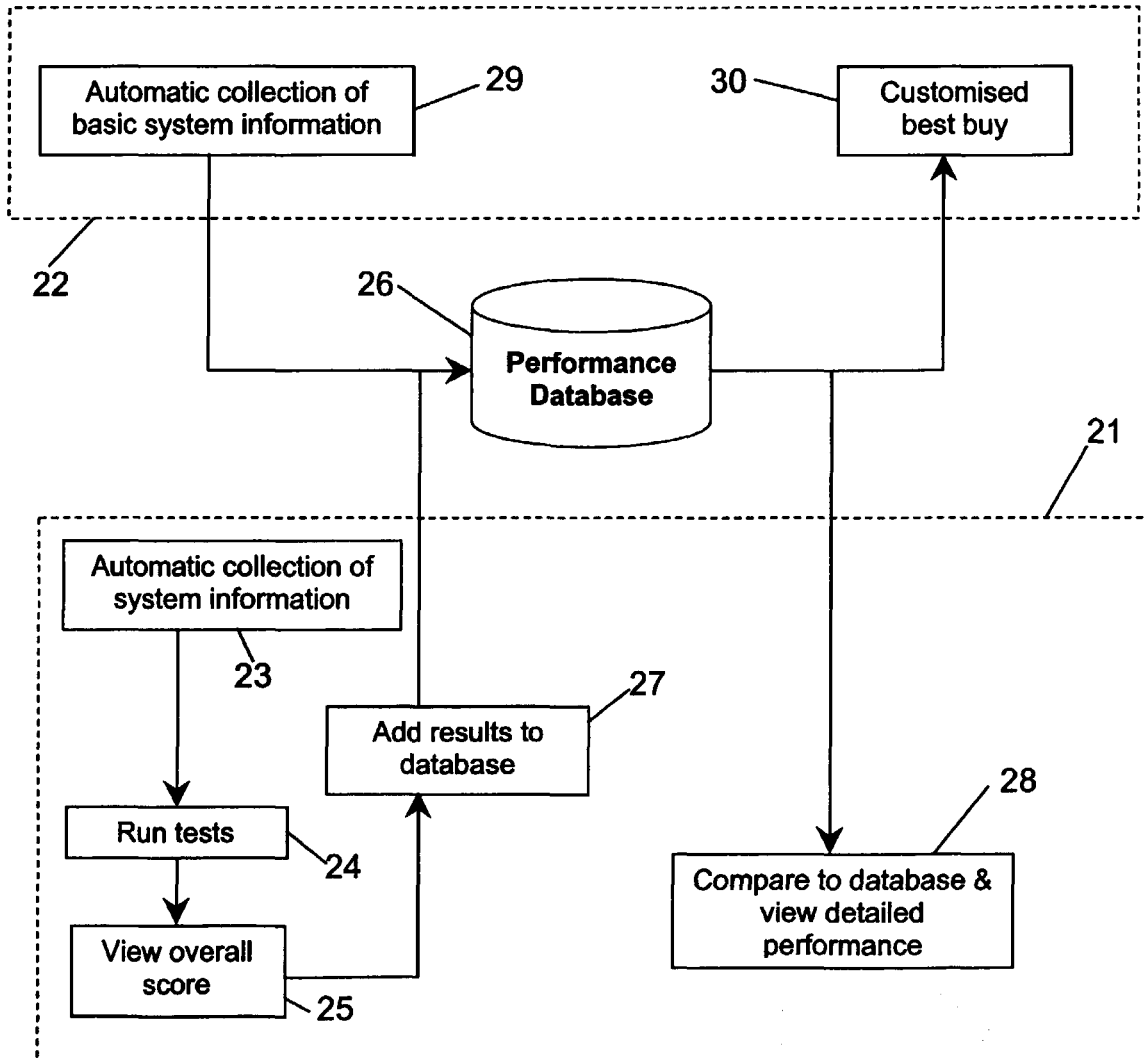 Automatic collection of
basic system information
29
30
Customised
best buy
22
26
Performance
Database
21
Automatic collection of
system information
23
27
Add results to
database
Run tests
24
28
Compare to database &
view detailed
performance
View overall
score
25